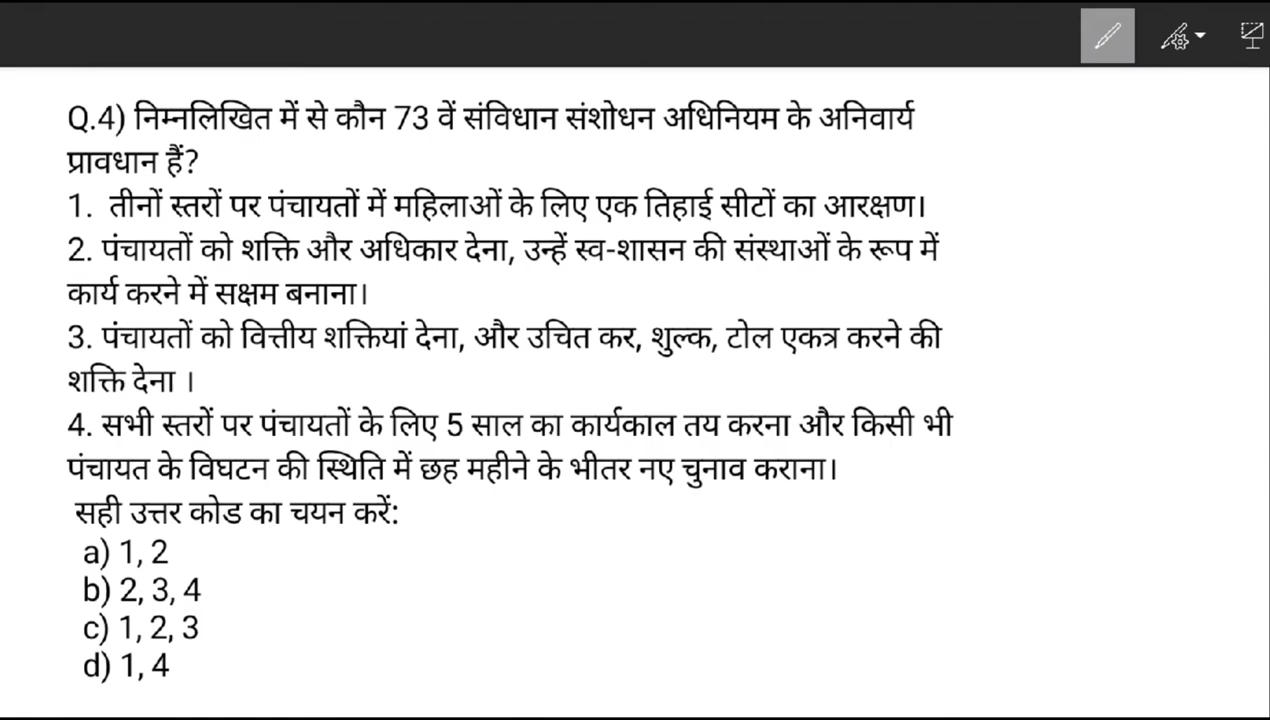 Q.4) निम्नलिखित में से कौन 73 वें संविधान संशोधन अधिनियम के अनिवार्य
प्रावधान हैं?
1. तीनों स्तरों पर पंचायतों में महिलाओं के लिए एक तिहाई सीटों का आरक्षण।
2. पंचायतों को शक्ति और अधिकार देना, उन्हें स्व-शासन की संस्थाओं के रूप में
कार्य करने में सक्षम बनाना।
3. पंचायतों को वित्तीय शक्तियां देना, और उचित कर, शुल्क, टोल एकत्र करने की
शक्ति देना ।
4. सभी स्तरों पर पंचायतों के लिए 5 साल का कार्यकाल तय करना और किसी भी
पंचायत के विघटन की स्थिति में छह महीने के भीतर नए चुनाव कराना।
सही उत्तर कोड का चयन करें:
a) 1, 2
b) 2, 3, 4
c) 1, 2, 3
d) 1, 4